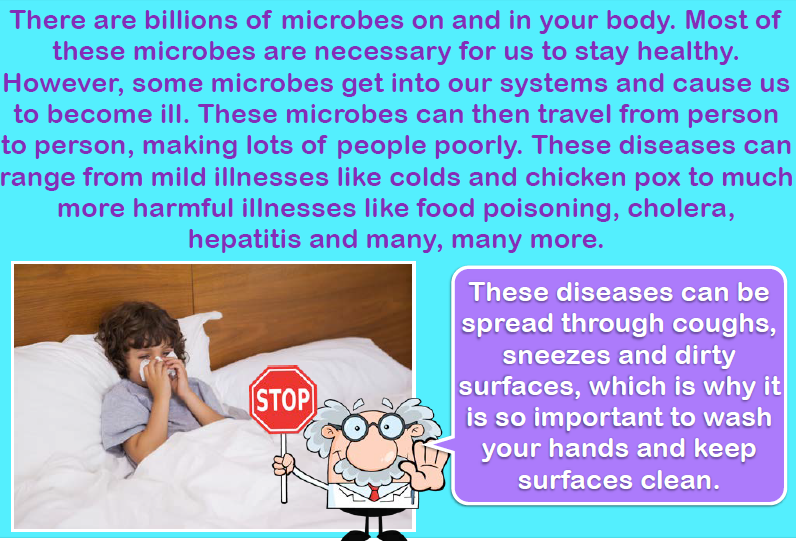 There are billions of microbes on and in your body. Most of
these microbes are necessary for us to stay healthy.
However, some microbes get into our systems and cause us
to become ill. These microbes can then travel from person
to person, making lots of people poorly. These diseases can
range from mild illnesses like colds and chicken pox to much
more harmful illnesses like food poisoning, cholera,
hepatitis and many, many more.
STOP
These diseases can be
spread through coughs,
sneezes and dirty
surfaces, which is why it
is so important to wash
your hands and keep
surfaces clean.